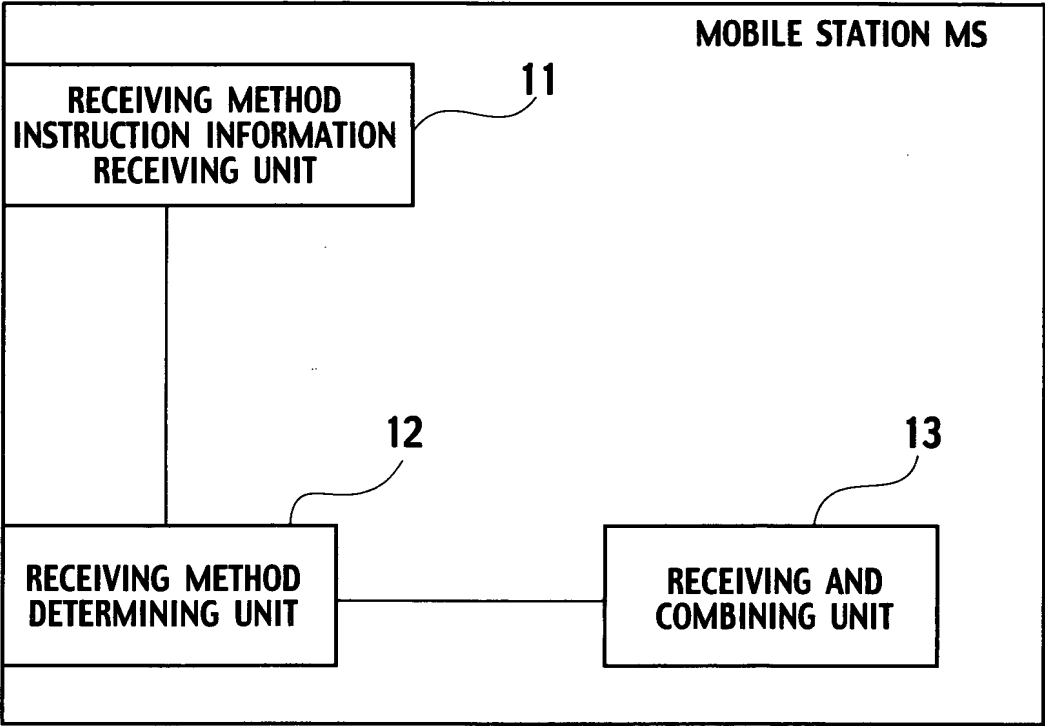 MOBILE STATION MS
11
RECEIVING METHOD
INSTRUCTION INFORMATION
RECEIVING UNIT
12
13
RECEIVING METHOD
DETERMINING UNIT
RECEIVING AND
COMBINING UNIT